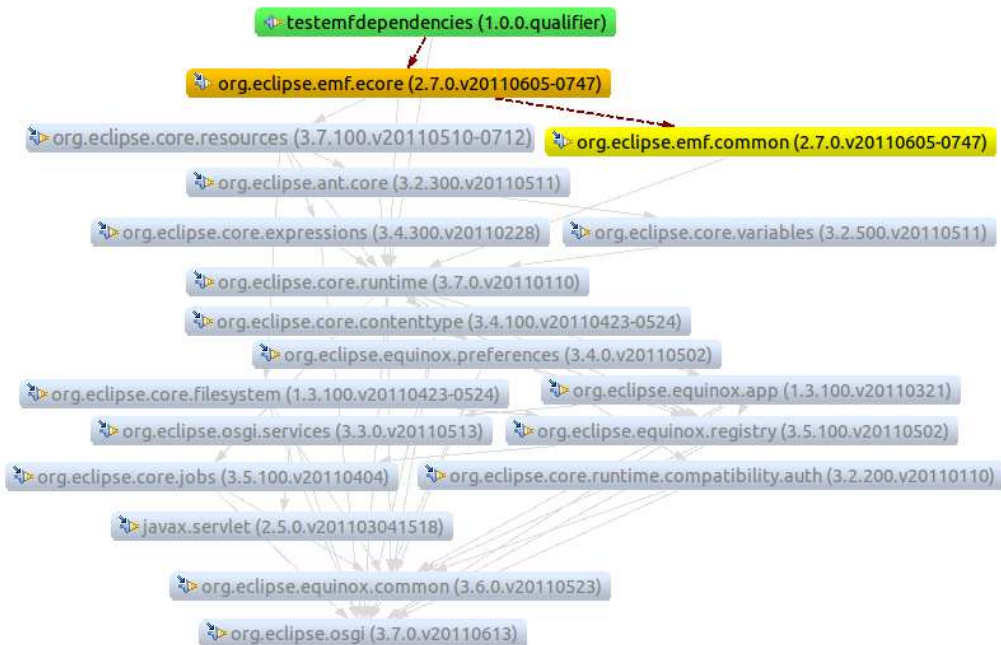 testemfdependencies (1.0.0.qualifier)
org.eclipse.emf.ecore (2.7.0.v20110605-0747)
org.eclipse.core.resources (3.7.100.v20110510-0712)
org.eclipse.emf.common (2.7.0.v20110605-0747)
org.eclipse.ant.core (3.2.300.v20110511)
org.eclipse.core.expressions (3.4.300.v20110228)
org.eclipse.core.variables (3.2.500.v20110511)
org.eclipse.core.runtime (3.7.0.v20110110)
org.eclipse.core.contenttype (3.4.100.v20110423-0524)
org.eclipse.equinox.preferences (3.4.0.v20110502)
org.eclipse.core.filesystem (1.3.100.v20110423-0524)
org.eclipse.equinox.app (1.3.100.v20110321)
org.eclipse.osgi.services (3.3.0.v20110513)
org.eclipse.equinox.registry (3.5.100.v20110502)
org.eclipse.core.jobs (3.5.100.v20110404)
org.eclipse.core.runtime.compatibility.auth (3.2.200.v20110110)
javax.servlet (2.5.0.v201103041518)
org.eclipse.equinox.common (3.6.0.v20110523)
org.eclipse.osgi (3.7.0.v20110613)